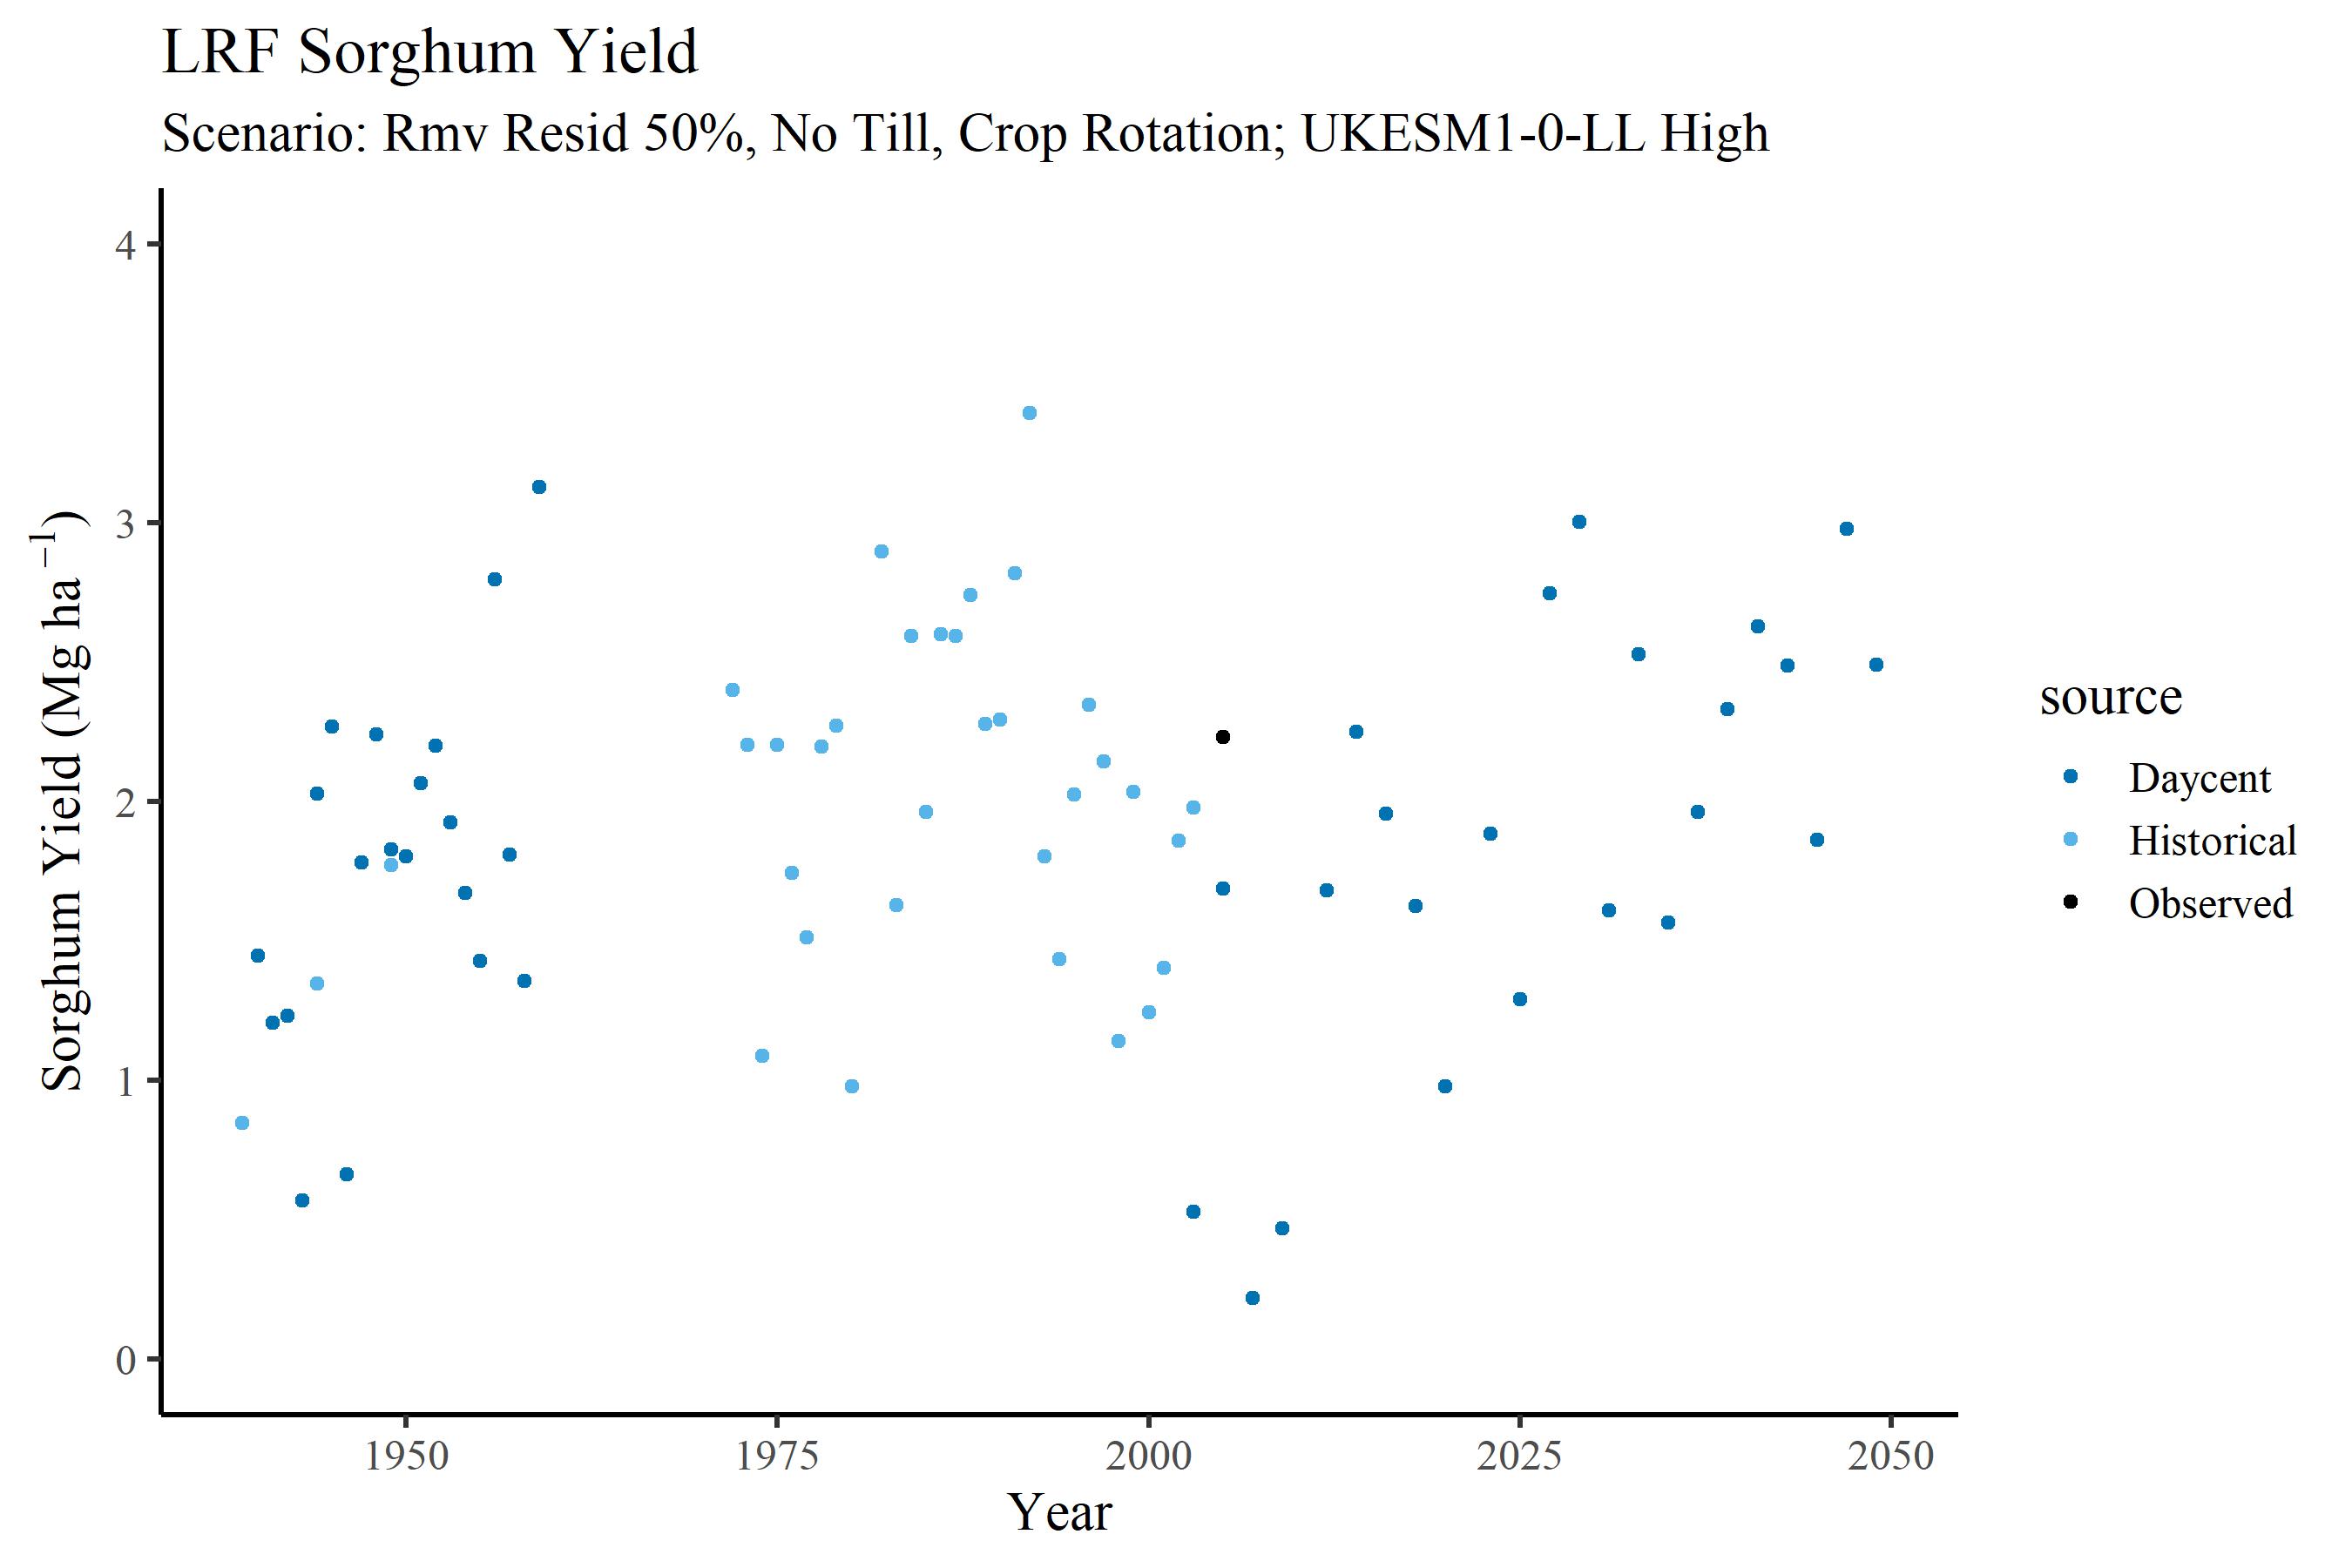 LRF Sorghum Yield
Scenario: Rmv Resid 50%, No Till, Crop Rotation; UKESM1-0-LL High
Sorghum Yield (Mg ha⁻¹)
4
3
2
1
0
1950 1975 2000 2025 2050
Year
source
Daycent
Historical
Observed